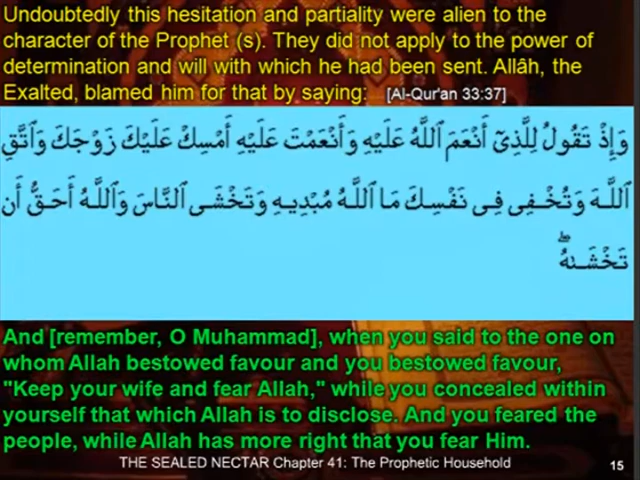 Undoubtedly this hesitation and partiality were alien to the
character of the Prophet (s). They did not apply to the power of
determination and will with which he had been sent. Allâh, the
Exalted, blamed him for that by saying: [Al-Qur'an 33:37]
وَإِذْ تَقُولُ لِلَّذِىٓ أَنْعَمَ ٱللَّهُ عَلَيْهِ وَأَنْعَمْتَ عَلَيْهِ أَمْسِكْ عَلَيْكَ زَوْجَكَ وَٱتَّقِ
ٱللَّهَ وَتُخْفِى فِى نَفْسِكَ مَا ٱللَّهُ مُبْدِيهِ وَتَخْشَى ٱلنَّاسَ وَٱللَّهُ أَحَقُّ أَن
تَخْشَىٰهُ ۖ
And [remember, O Muhammad], when you said to the one on
whom Allah bestowed favour and you bestowed favour,
"Keep your wife and fear Allah," while you concealed within
yourself that which Allah is to disclose. And you feared the
people, while Allah has more right that you fear Him.
THE SEALED NECTAR Chapter 41: The Prophetic Household
15